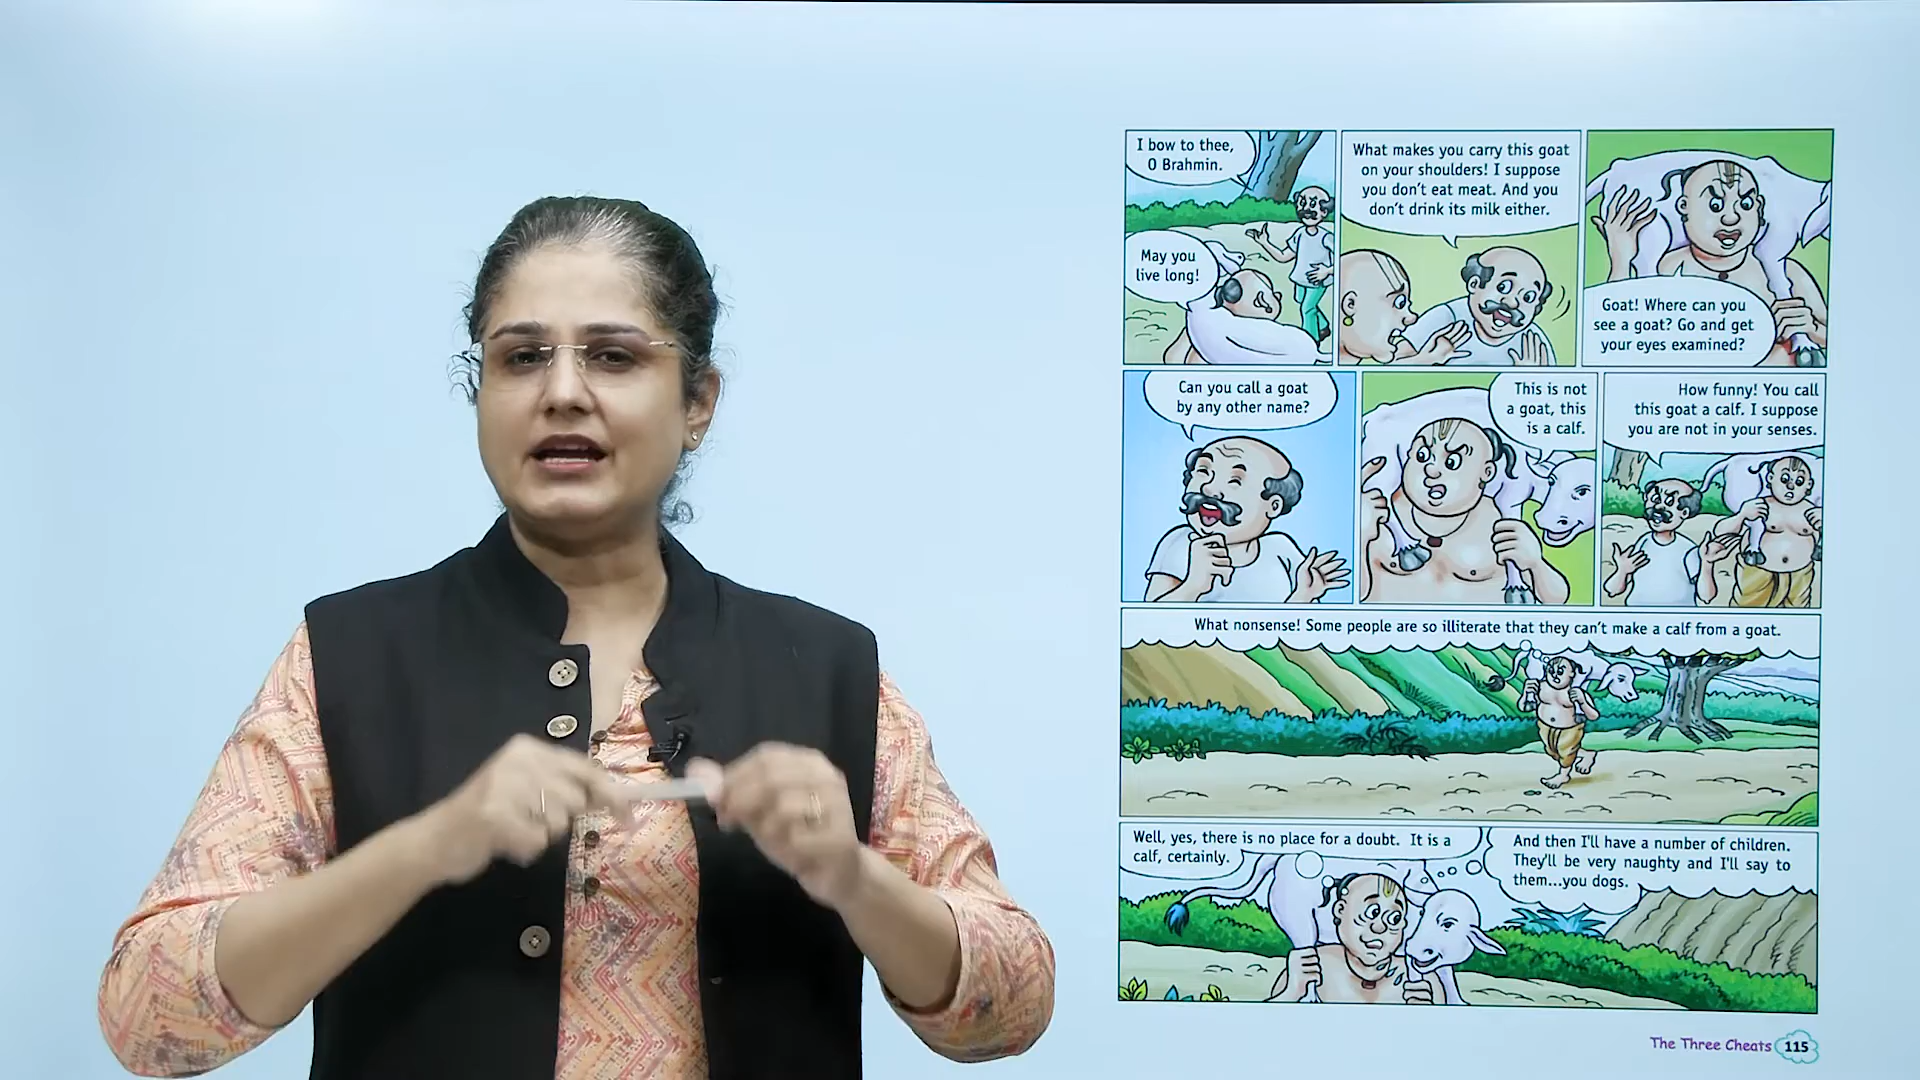 I bow to thee,
O Brahmin.
May you
live long!
What makes you carry this goat
on your shoulders! I suppose
you don't eat meat. And you
don't drink its milk either.
Goat! Where can you
see a goat? Go and get
your eyes examined?
Can you call a goat
by any other name?
This is not
a goat, this
is a calf.
How funny! You call
this goat a calf. I suppose
you are not in your senses.
What nonsense! Some people are so illiterate that they can't make a calf from a goat.
Well, yes, there is no place for a doubt. It is a
calf, certainly.
And then I'll have a number of children.
They'll be very naughty and I'll say to
them...you dogs.
The Three Cheats 115